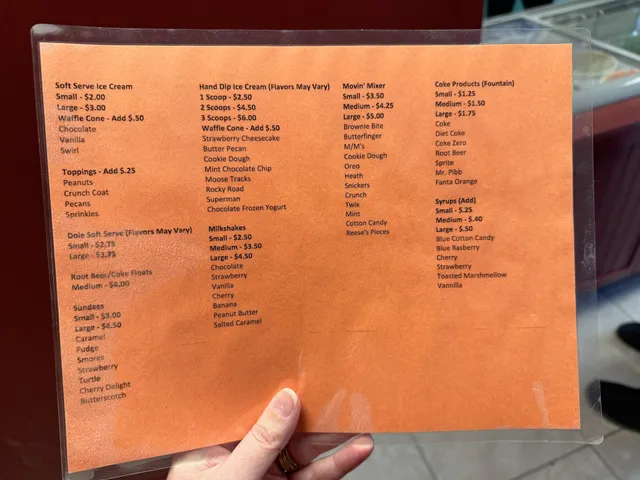 Soft Serve Ice Cream
Small - $2.00
Large - $3.00
Waffle Cone - Add $.50
Chocolate
Vanilla
Swirl
Toppings - Add $.25
Peanuts
Crunch Coat
Pecans
Sprinkles
Dole Soft Serve (Flavors May Vary)
Small - $2.75
Large - $3.75
Root Beer/Coke Floats
Medium - $4.00
Sundaes
Small - $3.00
Large - $4.50
Caramel
Fudge
Smores
Strawberry
Turtle
Cherry Delight
Butterscotch
Hand Dip Ice Cream (Flavors May Vary)
1 Scoop - $2.50
2 Scoops - $4.50
3 Scoops - $6.00
Waffle Cone - Add $.50
Strawberry Cheesecake
Butter Pecan
Cookie Dough
Mint Chocolate Chip
Moose Tracks
Rocky Road
Superman
Chocolate Frozen Yogurt
Milkshakes
Small - $2.50
Medium - $3.50
Large - $4.50
Chocolate
Strawberry
Vanilla
Cherry
Banana
Peanut Butter
Salted Caramel
Movin' Mixer
Small - $3.50
Medium - $4.25
Large - $5.00
Brownie Bite
Butterfinger
M/M's
Cookie Dough
Oreo
Heath
Snickers
Crunch
Twix
Mint
Cotton Candy
Reese's Pieces
Coke Products (Fountain)
Small - $1.25
Medium - $1.50
Large - $1.75
Coke
Diet Coke
Coke Zero
Root Beer
Sprite
Mr. Pibb
Fanta Orange
Syrups (Add)
Small - $.25
Medium - $.40
Large - $.50
Blue Cotton Candy
Blue Rasberry
Cherry
Strawberry
Toasted Marshmellow
Vannilla